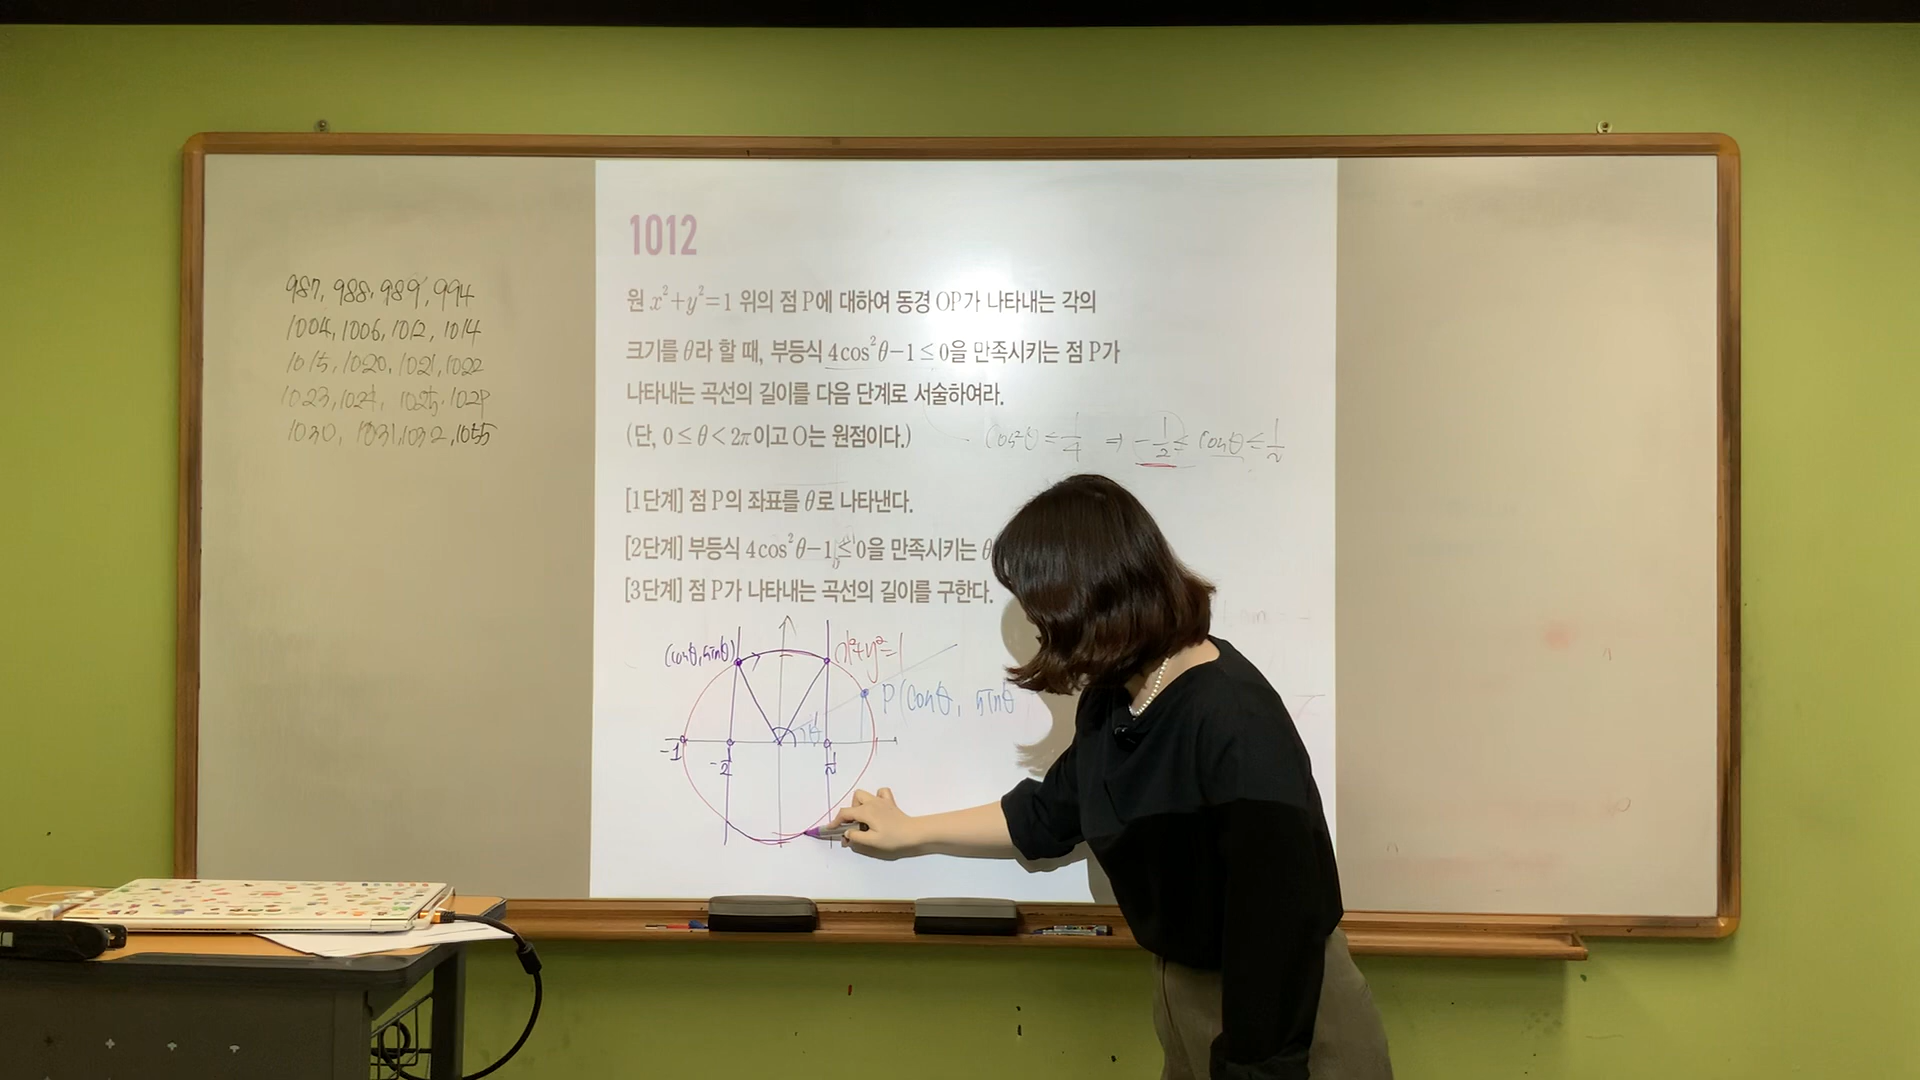 987, 988, 989, 994
1004, 1006, 1012, 1014
1015, 1020, 1021, 1022
1023, 1024, 1025, 1029
1030, 1031, 1032, 1055
1012
원 x²+y²=1 위의 점 P에 대하여 동경 OP가 나타내는 각의
크기를 θ라 할 때, 부등식 4cos²θ−1≤0을 만족시키는 점 P가
나타내는 곡선의 길이를 다음 단계로 서술하여라.
(단, 0≤θ<2π이고 O는 원점이다.)
cos²θ ≤ 1/4 ⇒ -1/2 ≤ cosθ ≤ 1/2
[1단계] 점 P의 좌표를 θ로 나타낸다.
[2단계] 부등식 4cos²θ−1≤0을 만족시키는 θ
[3단계] 점 P가 나타내는 곡선의 길이를 구한다.
(cosθ, sinθ)
x²+y²=1
P(cosθ, sinθ
θ
-1
-1/2
1/2